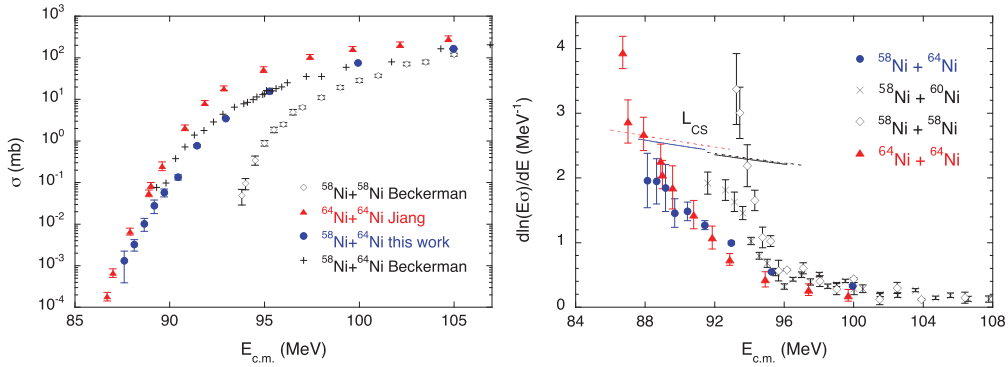 10³
10²
10¹
10⁰
10⁻¹
10⁻²
10⁻³
10⁻⁴
σ (mb)
⁵⁸Ni+⁵⁸Ni Beckerman
⁶⁴Ni+⁶⁴Ni Jiang
⁵⁸Ni+⁶⁴Ni this work
⁵⁸Ni+⁶⁴Ni Beckerman
85 90 95 100 105
E_c.m. (MeV)
4
3
2
1
0
dln(Eσ)/dE (MeV⁻¹)
⁵⁸Ni + ⁶⁴Ni
⁵⁸Ni + ⁶⁰Ni
⁵⁸Ni + ⁵⁸Ni
⁶⁴Ni + ⁶⁴Ni
L_CS
84 88 92 96 100 104 108
E_c.m. (MeV)